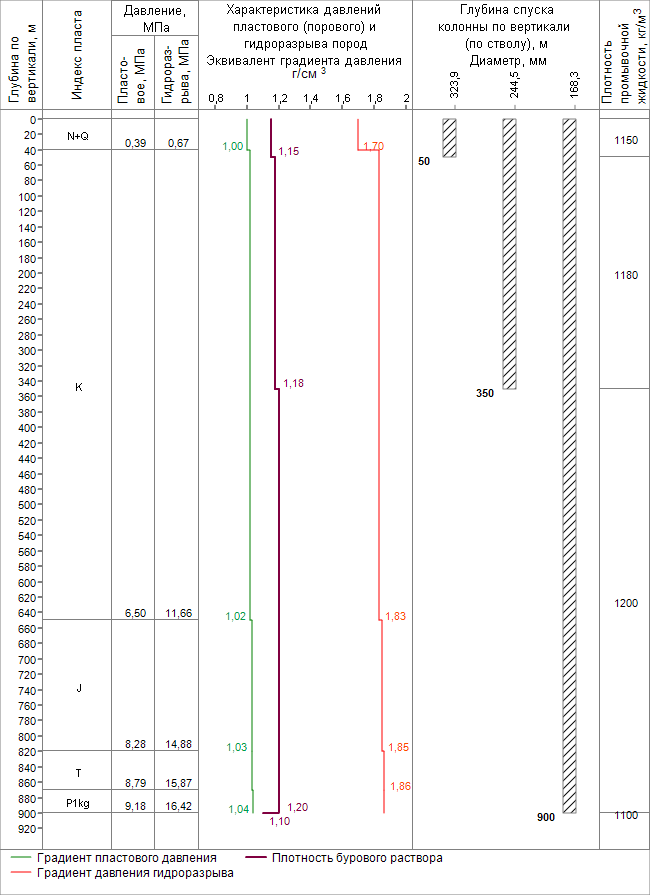 Глубина по
вертикали, м
Индекс пласта
Давление,
МПа
Пласто-
вое, МПа
Гидрораз-
рыва, МПа
Характеристика давлений
пластового (порового) и
гидроразрыва пород
Эквивалент градиента давления
г/см 3
0,8 1 1,2 1,4 1,6 1,8 2
Глубина спуска
колонны по вертикали
(по стволу), м
Диаметр, мм
323,9 244,5 168,3
Плотность
промывочной
жидкости, кг/м3
0
20
N+Q 1150
40 0,39 0,67 1,00 1,15 1,70
50
60
80
100
120
140
160
180
200 1180
220
240
260
280
300
320
340 1,18
K
360 350
380
400
420
440
460
480
500
520
540
560
580
600
620 1200
640 6,50 11,66 1,02 1,83
660
680
700
720
J
740
760
780
800
820 8,28 14,88 1,03 1,85
840
T
860 8,79 15,87 1,86
880
P1kg 9,18 16,42 1,04 1,20
900 1,10 900 1100
920
Градиент пластового давления Плотность бурового раствора
Градиент давления гидроразрыва